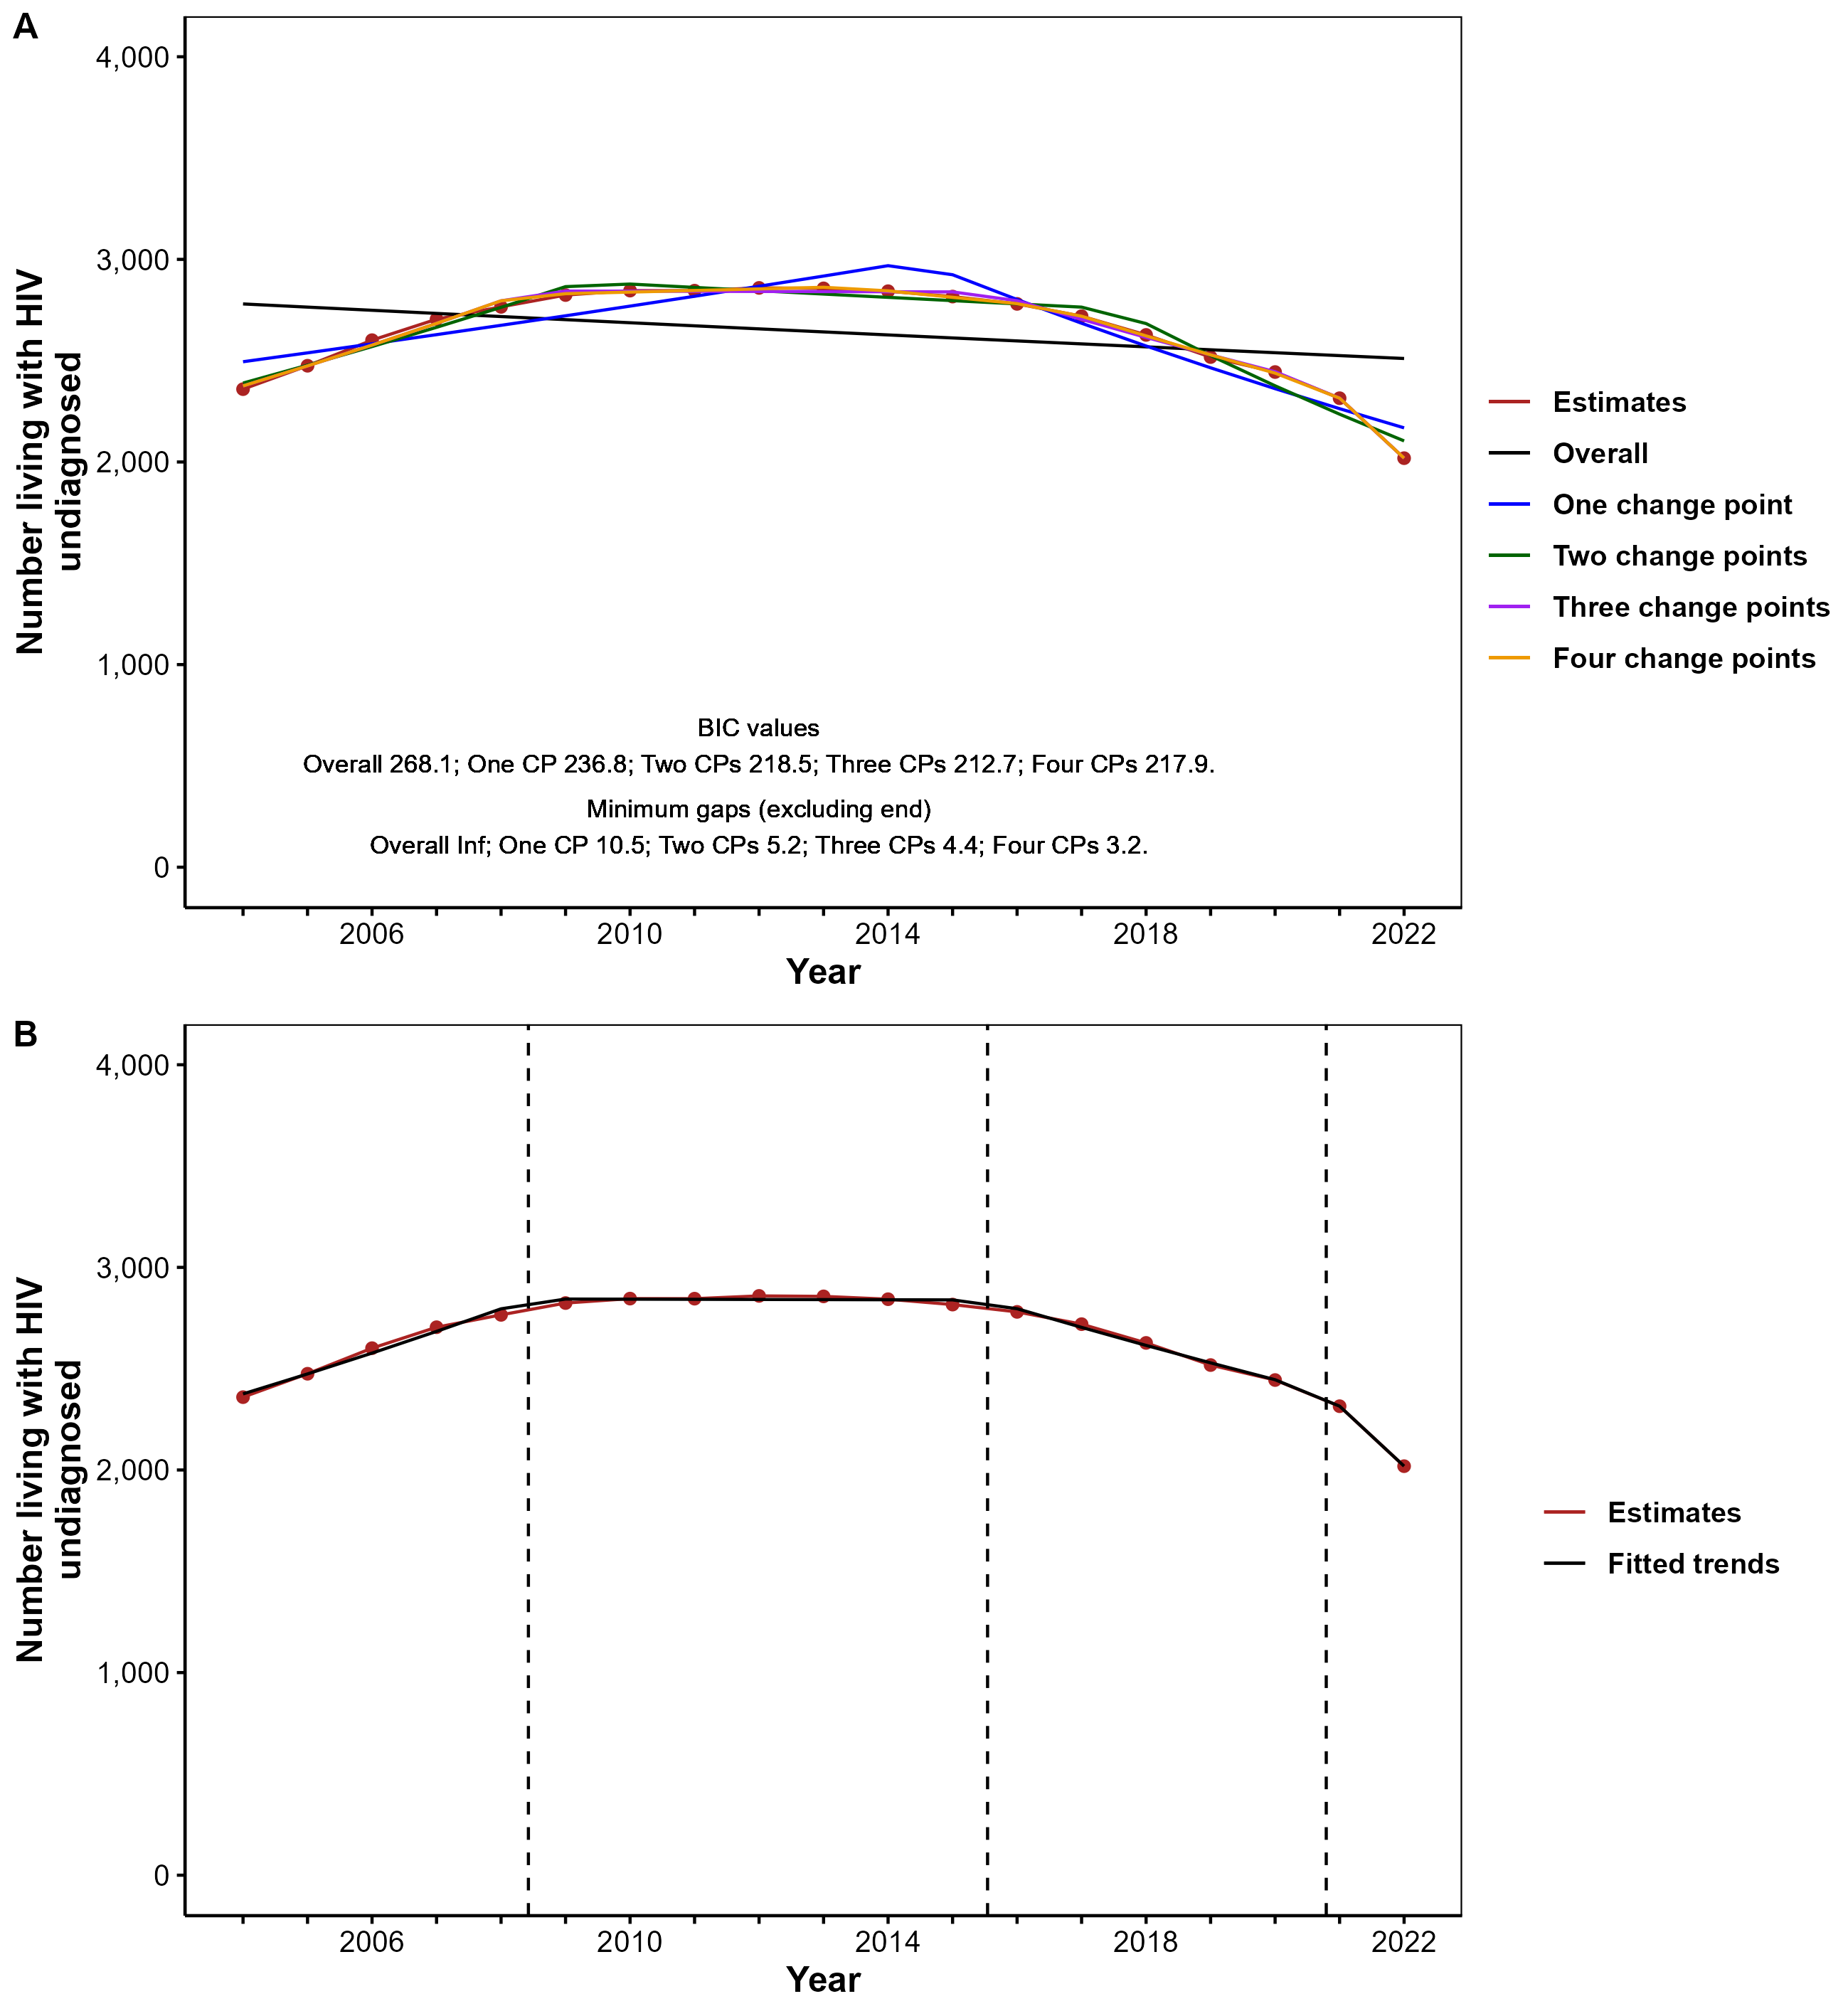 A
4,000
3,000
2,000
1,000
0
Number living with HIV
undiagnosed
BIC values
Overall 268.1; One CP 236.8; Two CPs 218.5; Three CPs 212.7; Four CPs 217.9.
Minimum gaps (excluding end)
Overall Inf; One CP 10.5; Two CPs 5.2; Three CPs 4.4; Four CPs 3.2.
2006 2010 2014 2018 2022
Year
Estimates
Overall
One change point
Two change points
Three change points
Four change points
B
4,000
3,000
2,000
1,000
0
Number living with HIV
undiagnosed
2006 2010 2014 2018 2022
Year
Estimates
Fitted trends